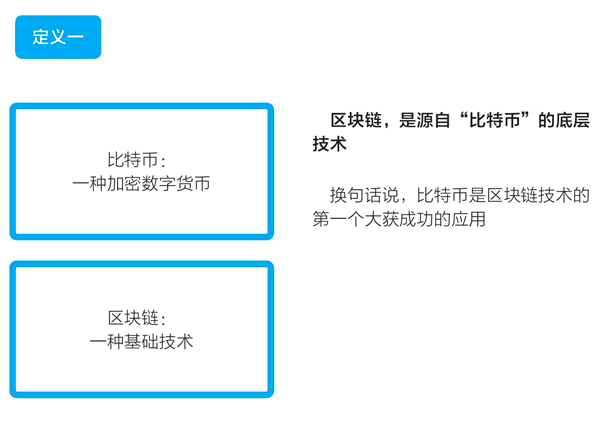 定义一
比特币：
一种加密数字货币
区块链：
一种基础技术
区块链，是源自“比特币”的底层
技术
换句话说，比特币是区块链技术的
第一个大获成功的应用